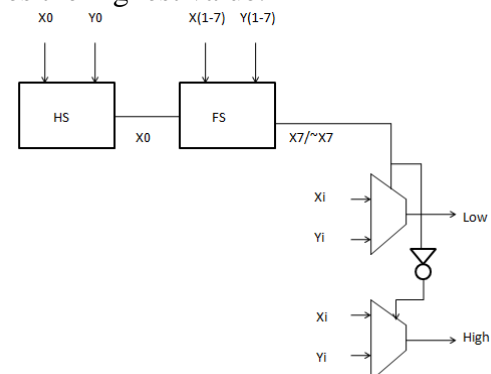 X0 Y0 X(1-7) Y(1-7)
HS FS
X0 X7/~X7
Xi
Low
Yi
Xi
High
Yi